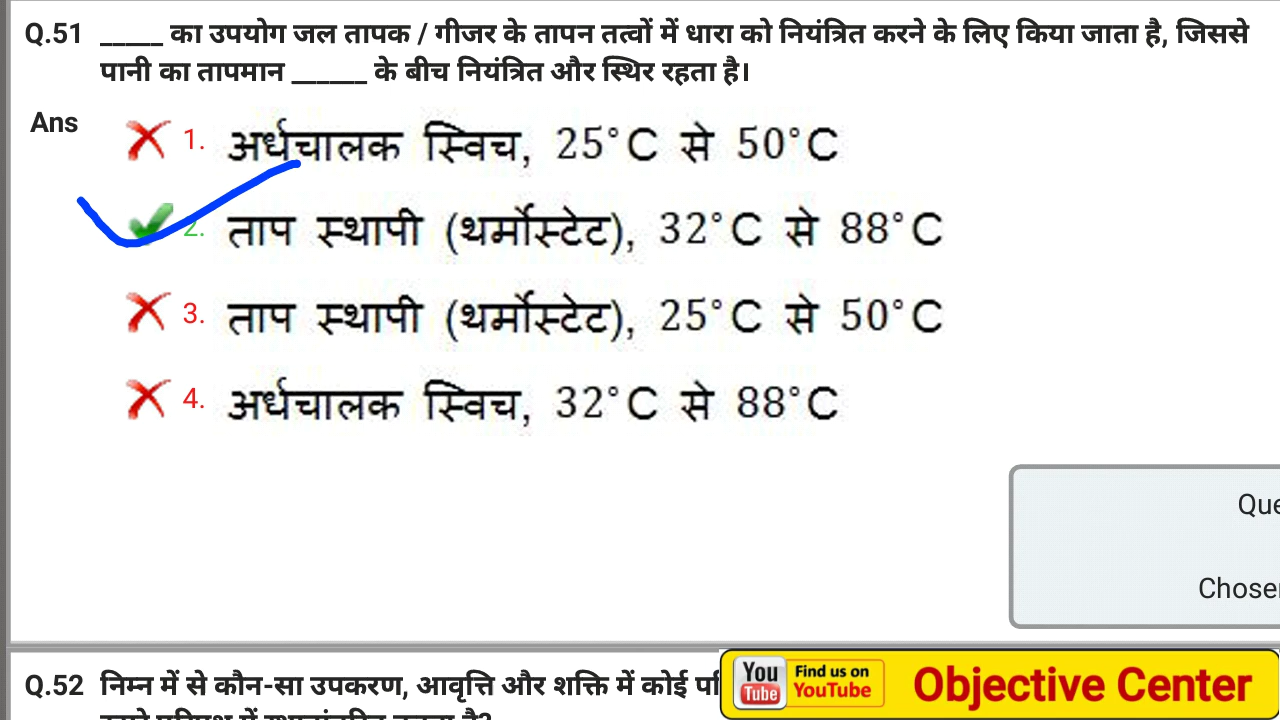 Q.51 _____ का उपयोग जल तापक / गीजर के तापन तत्वों में धारा को नियंत्रित करने के लिए किया जाता है, जिससे
पानी का तापमान ______ के बीच नियंत्रित और स्थिर रहता है।
Ans
1. अर्धचालक स्विच, 25°C से 50°C
2. ताप स्थापी (थर्मोस्टेट), 32°C से 88°C
3. ताप स्थापी (थर्मोस्टेट), 25°C से 50°C
4. अर्धचालक स्विच, 32°C से 88°C
Que
Chose
Q.52 निम्न में से कौन-सा उपकरण, आवृत्ति और शक्ति में कोई
You Tube Find us on YouTube Objective Center